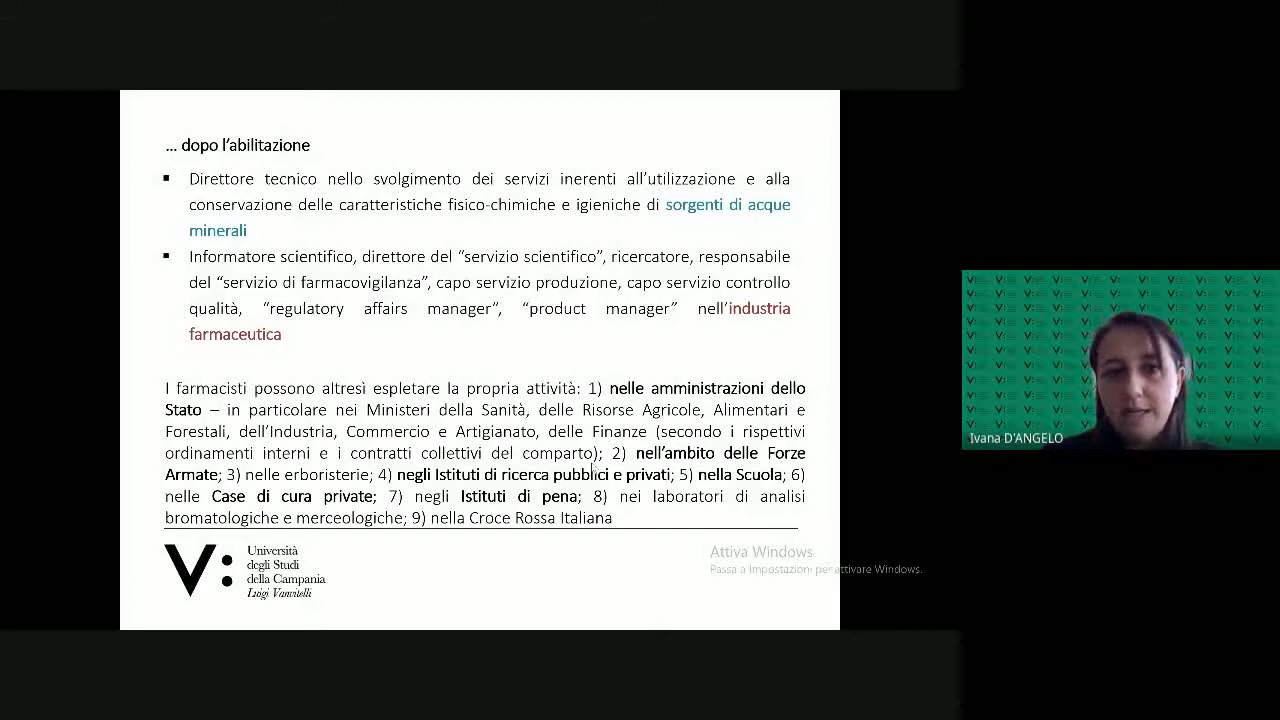 ... dopo l'abilitazione
▪ Direttore tecnico nello svolgimento dei servizi inerenti all'utilizzazione e alla
conservazione delle caratteristiche fisico-chimiche e igieniche di sorgenti di acque
minerali
▪ Informatore scientifico, direttore del "servizio scientifico", ricercatore, responsabile
del "servizio di farmacovigilanza", capo servizio produzione, capo servizio controllo
qualità, "regulatory affairs manager", "product manager" nell'industria
farmaceutica
I farmacisti possono altresì espletare la propria attività: 1) nelle amministrazioni dello
Stato – in particolare nei Ministeri della Sanità, delle Risorse Agricole, Alimentari e
Forestali, dell'Industria, Commercio e Artigianato, delle Finanze (secondo i rispettivi
ordinamenti interni e i contratti collettivi del comparto); 2) nell'ambito delle Forze
Armate; 3) nelle erboristerie; 4) negli Istituti di ricerca pubblici e privati; 5) nella Scuola; 6)
nelle Case di cura private; 7) negli Istituti di pena; 8) nei laboratori di analisi
bromatologiche e merceologiche; 9) nella Croce Rossa Italiana
V:
Università
degli Studi
della Campania
Luigi Vanvitelli
Attiva Windows
Passa a Impostazioni per attivare Windows.
Ivana D'ANGELO